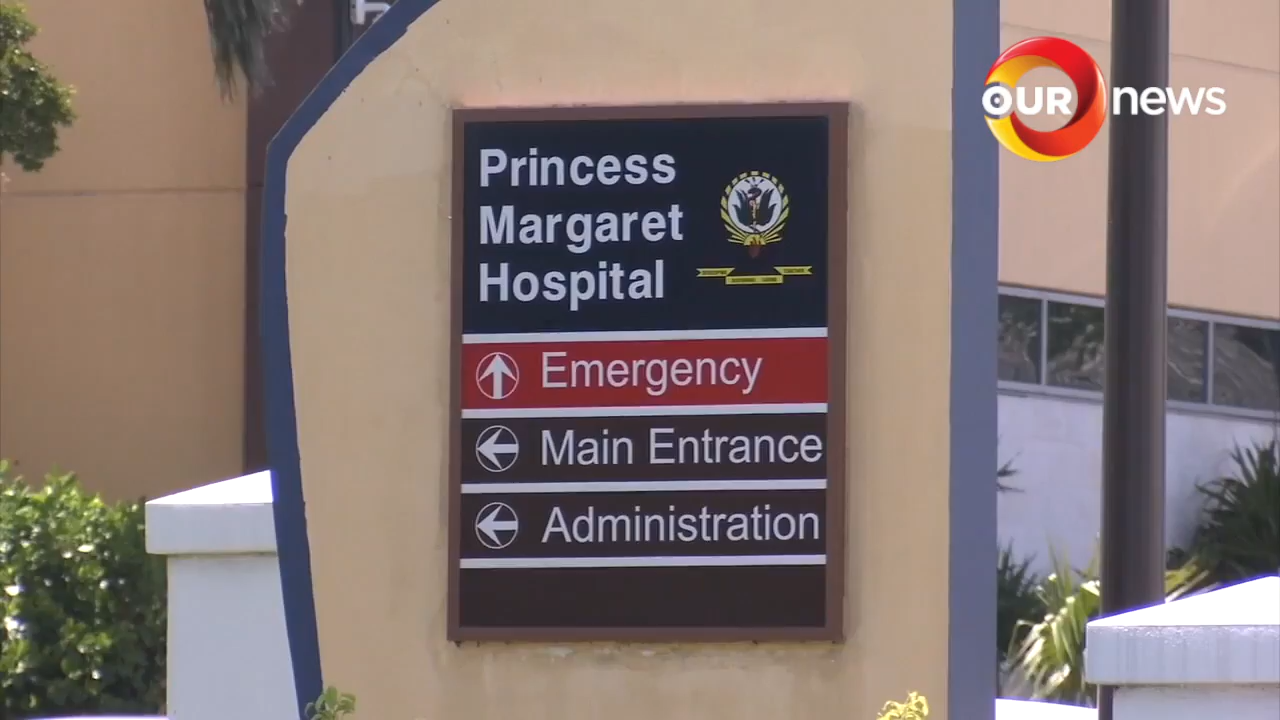 OUR news
Princess
Margaret
Hospital
Emergency
Main Entrance
Administration